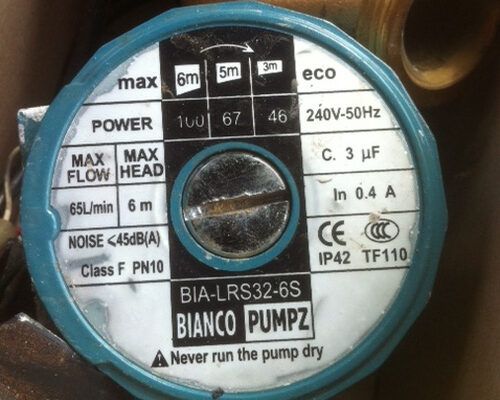 max 6m 5m 3m eco
POWER 100 67 46 240V-50Hz
MAX FLOW MAX HEAD C. 3 µF
65L/min 6 m In 0.4 A
NOISE <45dB(A) CE CCC
Class F PN10 IP42 TF110
BIA-LRS32-6S
BIANCO PUMPZ
Never run the pump dry